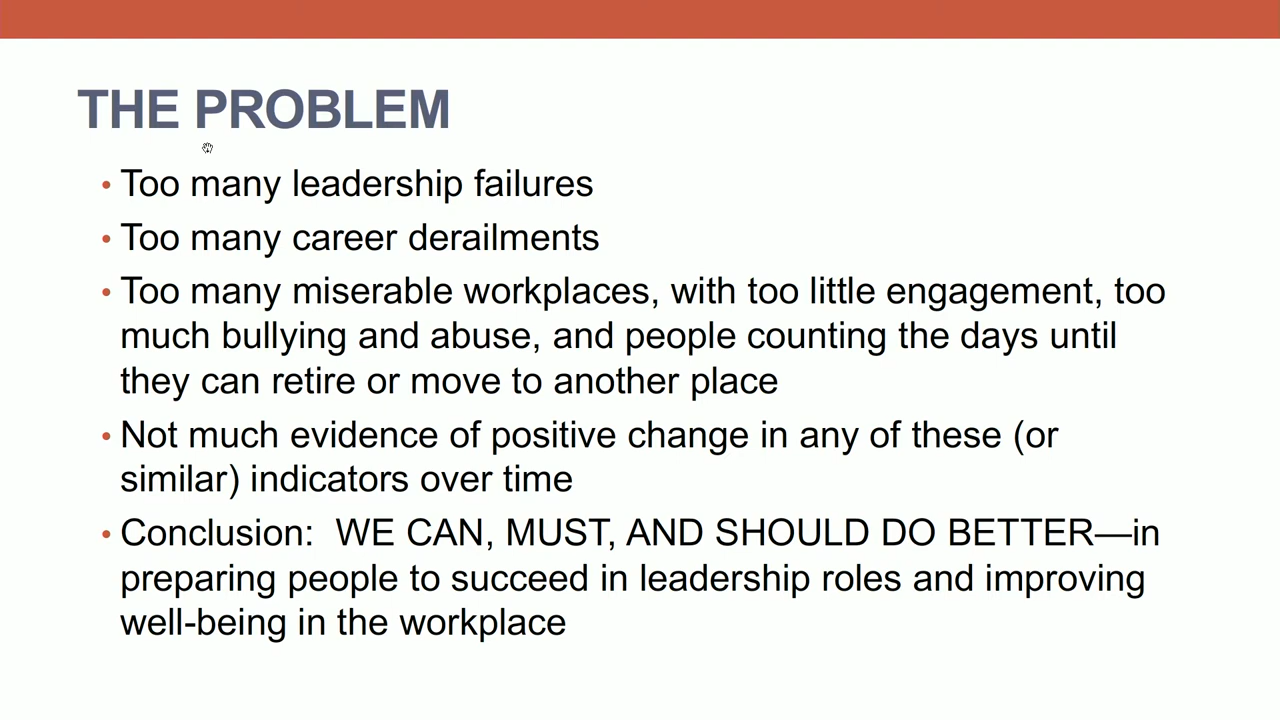 THE PROBLEM
• Too many leadership failures
• Too many career derailments
• Too many miserable workplaces, with too little engagement, too
much bullying and abuse, and people counting the days until
they can retire or move to another place
• Not much evidence of positive change in any of these (or
similar) indicators over time
• Conclusion:  WE CAN, MUST, AND SHOULD DO BETTER—in
preparing people to succeed in leadership roles and improving
well-being in the workplace